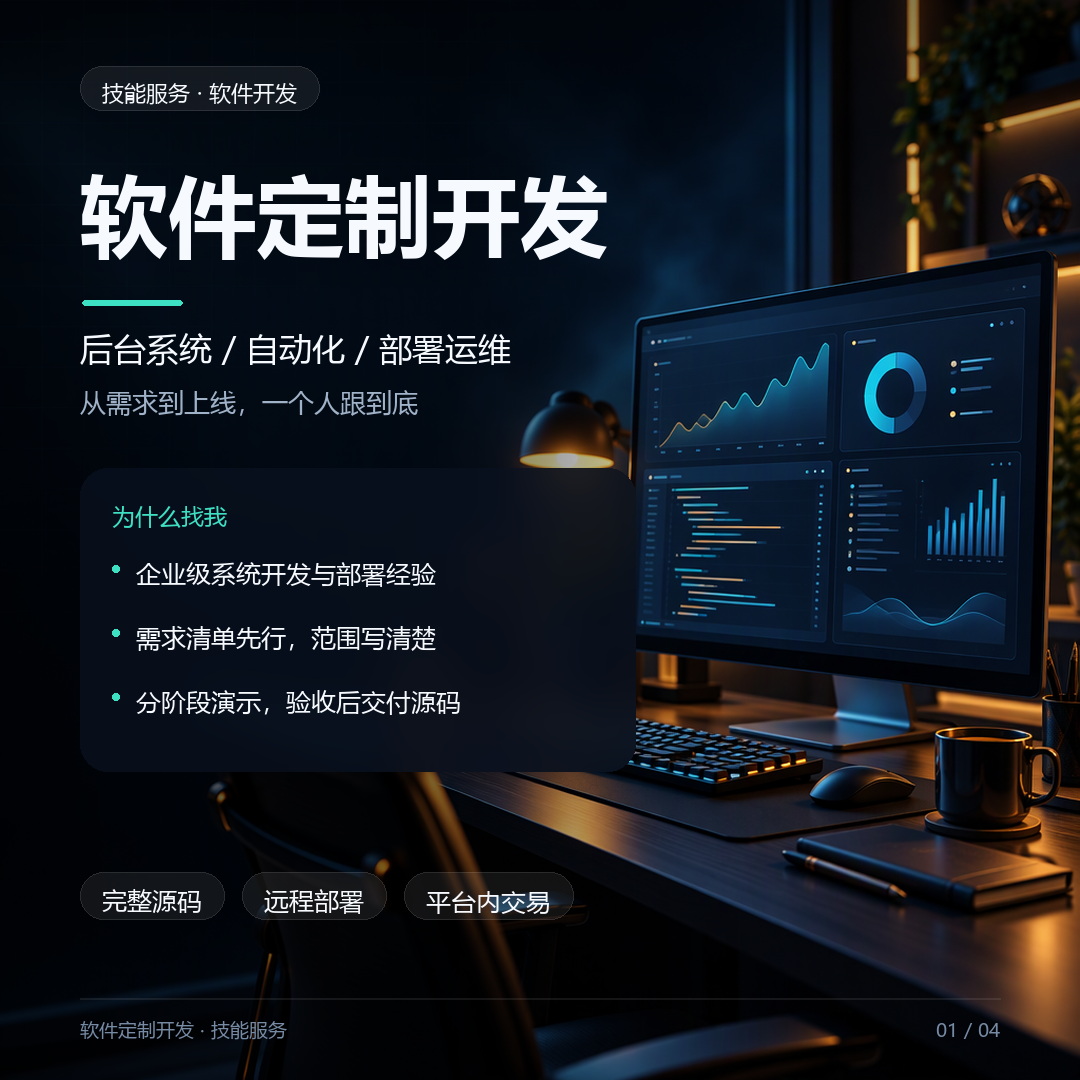 技能服务 · 软件开发
软件定制开发
后台系统 / 自动化 / 部署运维
从需求到上线，一个人跟到底
为什么找我
企业级系统开发与部署经验
需求清单先行，范围写清楚
分阶段演示，验收后交付源码
完整源码
远程部署
平台内交易
软件定制开发 · 技能服务
01 / 04